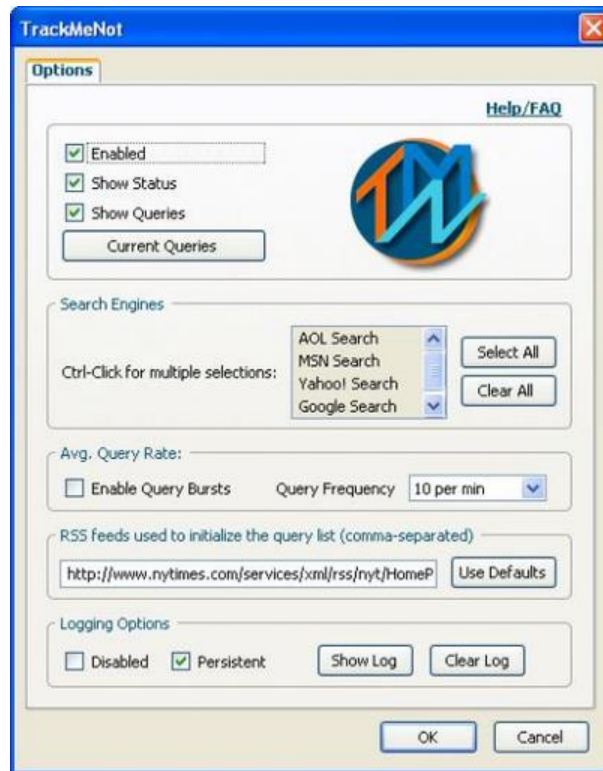 TrackMeNot
Options
Help/FAQ
Enabled
Show Status
Show Queries
Current Queries
TMN
Search Engines
Ctrl-Click for multiple selections:
AOL Search
MSN Search
Yahoo! Search
Google Search
Select All
Clear All
Avg. Query Rate:
Enable Query Bursts Query Frequency 10 per min
RSS feeds used to initialize the query list (comma-separated)
http://www.nytimes.com/services/xml/rss/nyt/HomeP Use Defaults
Logging Options
Disabled Persistent Show Log Clear Log
OK Cancel